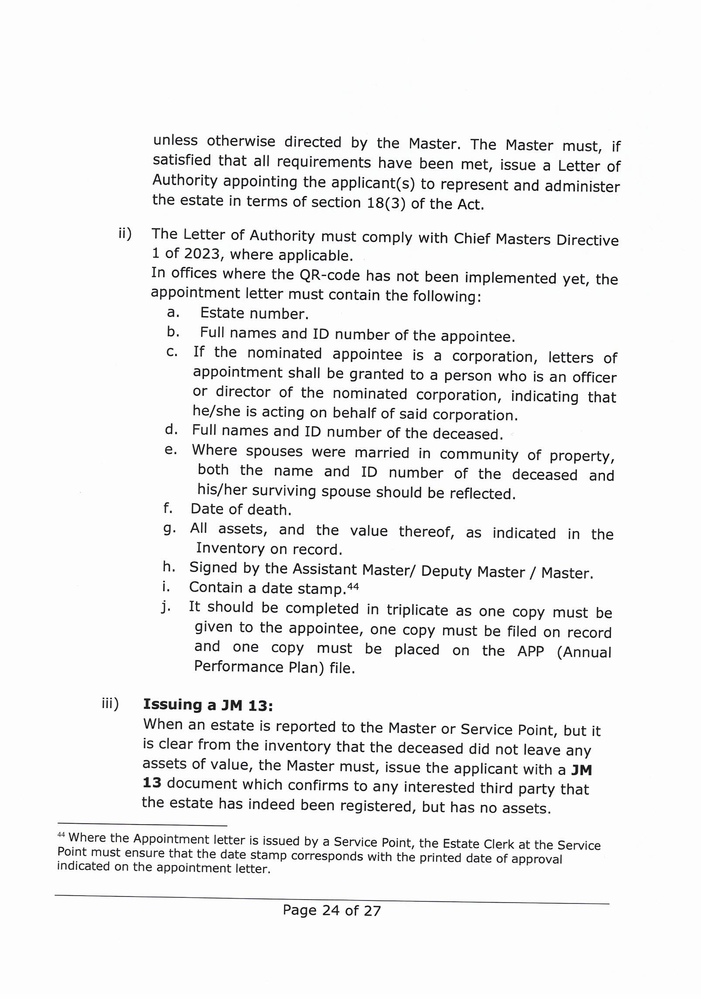 unless otherwise directed by the Master. The Master must, if
satisfied that all requirements have been met, issue a Letter of
Authority appointing the applicant(s) to represent and administer
the estate in terms of section 18(3) of the Act.
ii) The Letter of Authority must comply with Chief Masters Directive
1 of 2023, where applicable.
In offices where the QR-code has not been implemented yet, the
appointment letter must contain the following:
a. Estate number.
b. Full names and ID number of the appointee.
c. If the nominated appointee is a corporation, letters of
appointment shall be granted to a person who is an officer
or director of the nominated corporation, indicating that
he/she is acting on behalf of said corporation.
d. Full names and ID number of the deceased.
e. Where spouses were married in community of property,
both the name and ID number of the deceased and
his/her surviving spouse should be reflected.
f. Date of death.
g. All assets, and the value thereof, as indicated in the
Inventory on record.
h. Signed by the Assistant Master/ Deputy Master / Master.
i. Contain a date stamp.⁴⁴
j. It should be completed in triplicate as one copy must be
given to the appointee, one copy must be filed on record
and one copy must be placed on the APP (Annual
Performance Plan) file.
iii) Issuing a JM 13:
When an estate is reported to the Master or Service Point, but it
is clear from the inventory that the deceased did not leave any
assets of value, the Master must, issue the applicant with a JM
13 document which confirms to any interested third party that
the estate has indeed been registered, but has no assets.
⁴⁴ Where the Appointment letter is issued by a Service Point, the Estate Clerk at the Service
Point must ensure that the date stamp corresponds with the printed date of approval
indicated on the appointment letter.
Page 24 of 27